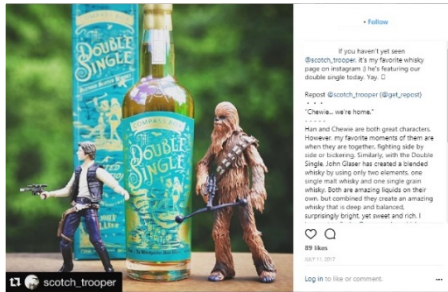 • Follow
If you haven't yet seen
@scotch_trooper. it's my favorite whisky
page on instagram :) he's featuring our
double single today. Yay.
Repost @scotch_trooper (@get_repost)
・・・
"Chewie... we're home."
Han and Chewie are both great characters.
However, my favorite moments of them are
when they are together, fighting side by
side or bickering. Similarly, with the Double
Single. John Glaser has created a blended
whisky by using only two elements. one
single malt whisky and one single grain
whisky. Both are amazing liquids on their
own. but combined they create an amazing
whisky that is deep and balanced,
surprisingly bright, yet sweet and rich. I
89 likes
JULY 11, 2017
Log in to like or comment.
DOUBLE
SINGLE
COMPASS BOX
THE
DOUBLE
SINGLE
scotch_trooper